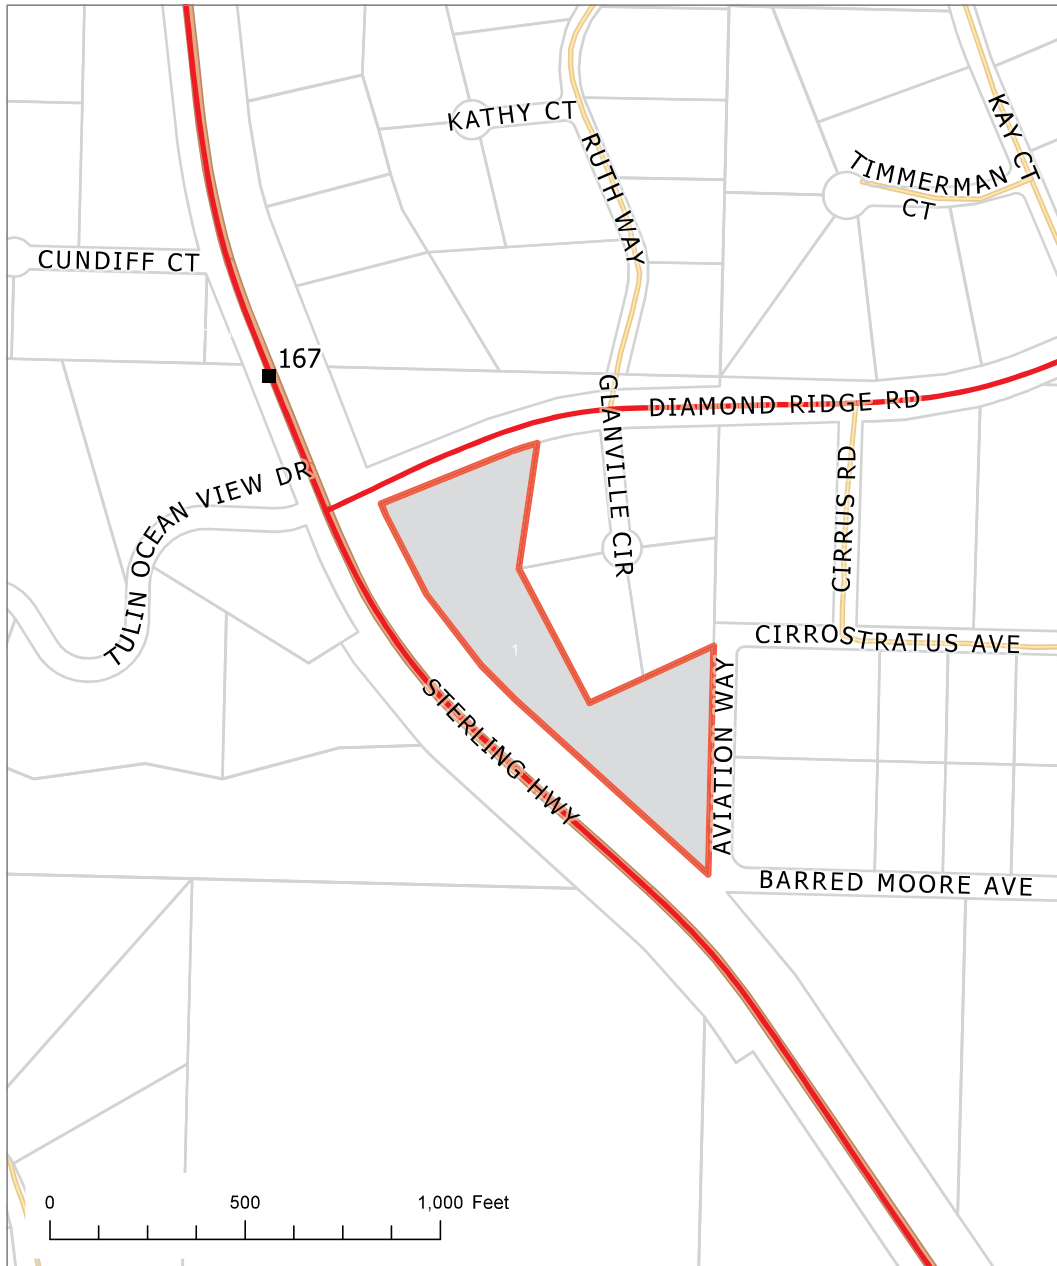 KATHY CT
RUTH WAY
KAY CT
TIMMERMAN
CT
CUNDIFF CT
167
GLANVILLE CIR
DIAMOND RIDGE RD
TULIN OCEAN VIEW DR
CIRRUS RD
CIRROSTRATUS AVE
1
STERLING HWY
AVIATION WAY
BARRED MOORE AVE
0 500 1,000 Feet